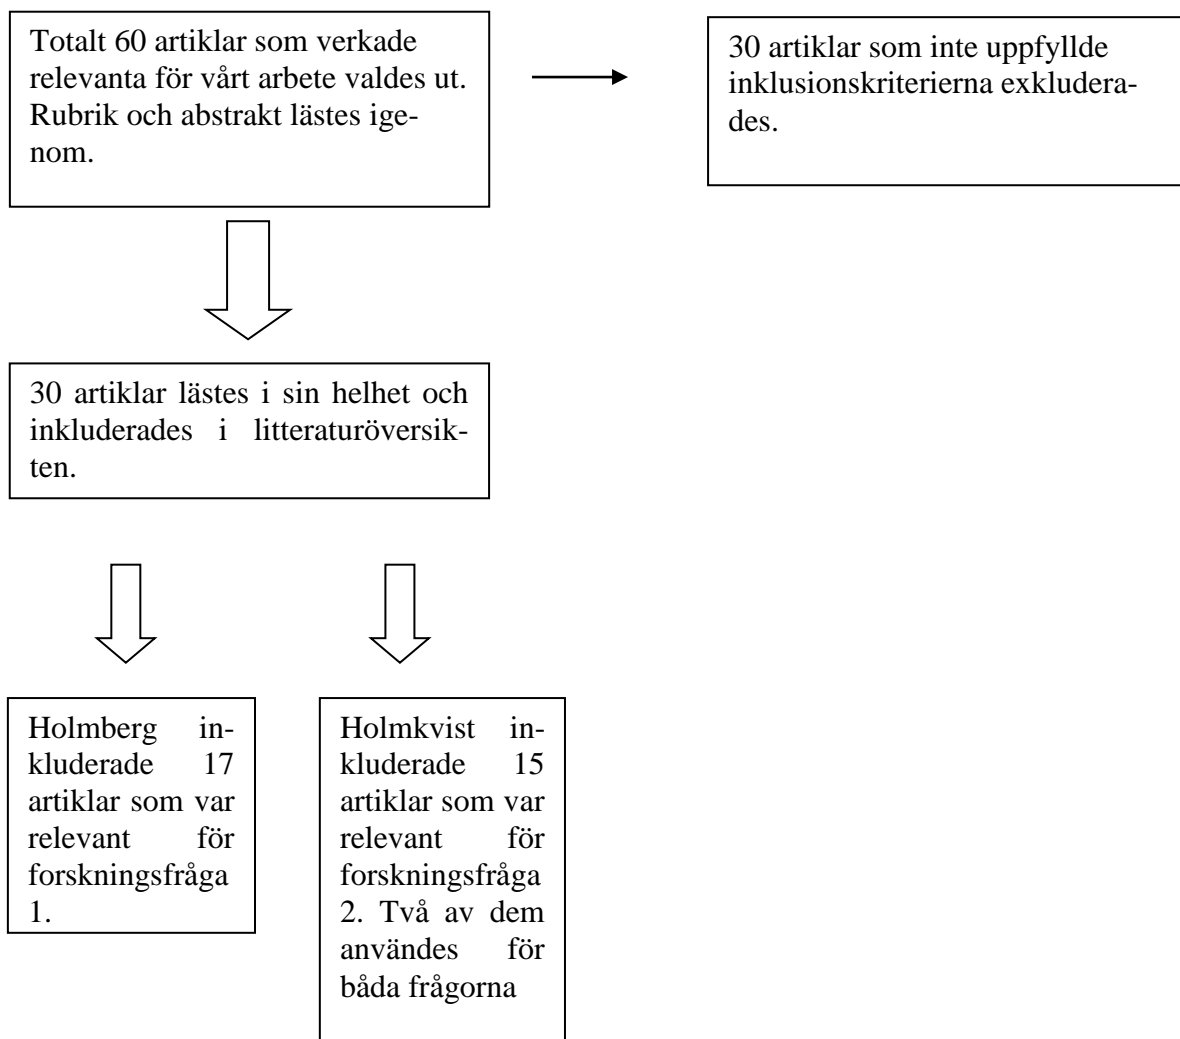 Totalt 60 artiklar som verkade
relevanta för vårt arbete valdes ut.
Rubrik och abstrakt lästes ige-
nom.
30 artiklar som inte uppfyllde
inklusionskriterierna exkludera-
des.
30 artiklar lästes i sin helhet och
inkluderades i litteraturöversik-
ten.
Holmberg in-
kluderade 17
artiklar som var
relevant för
forskningsfråga
1.
Holmkvist in-
kluderade 15
artiklar som var
relevant för
forskningsfråga
2. Två av dem
användes för
båda frågorna